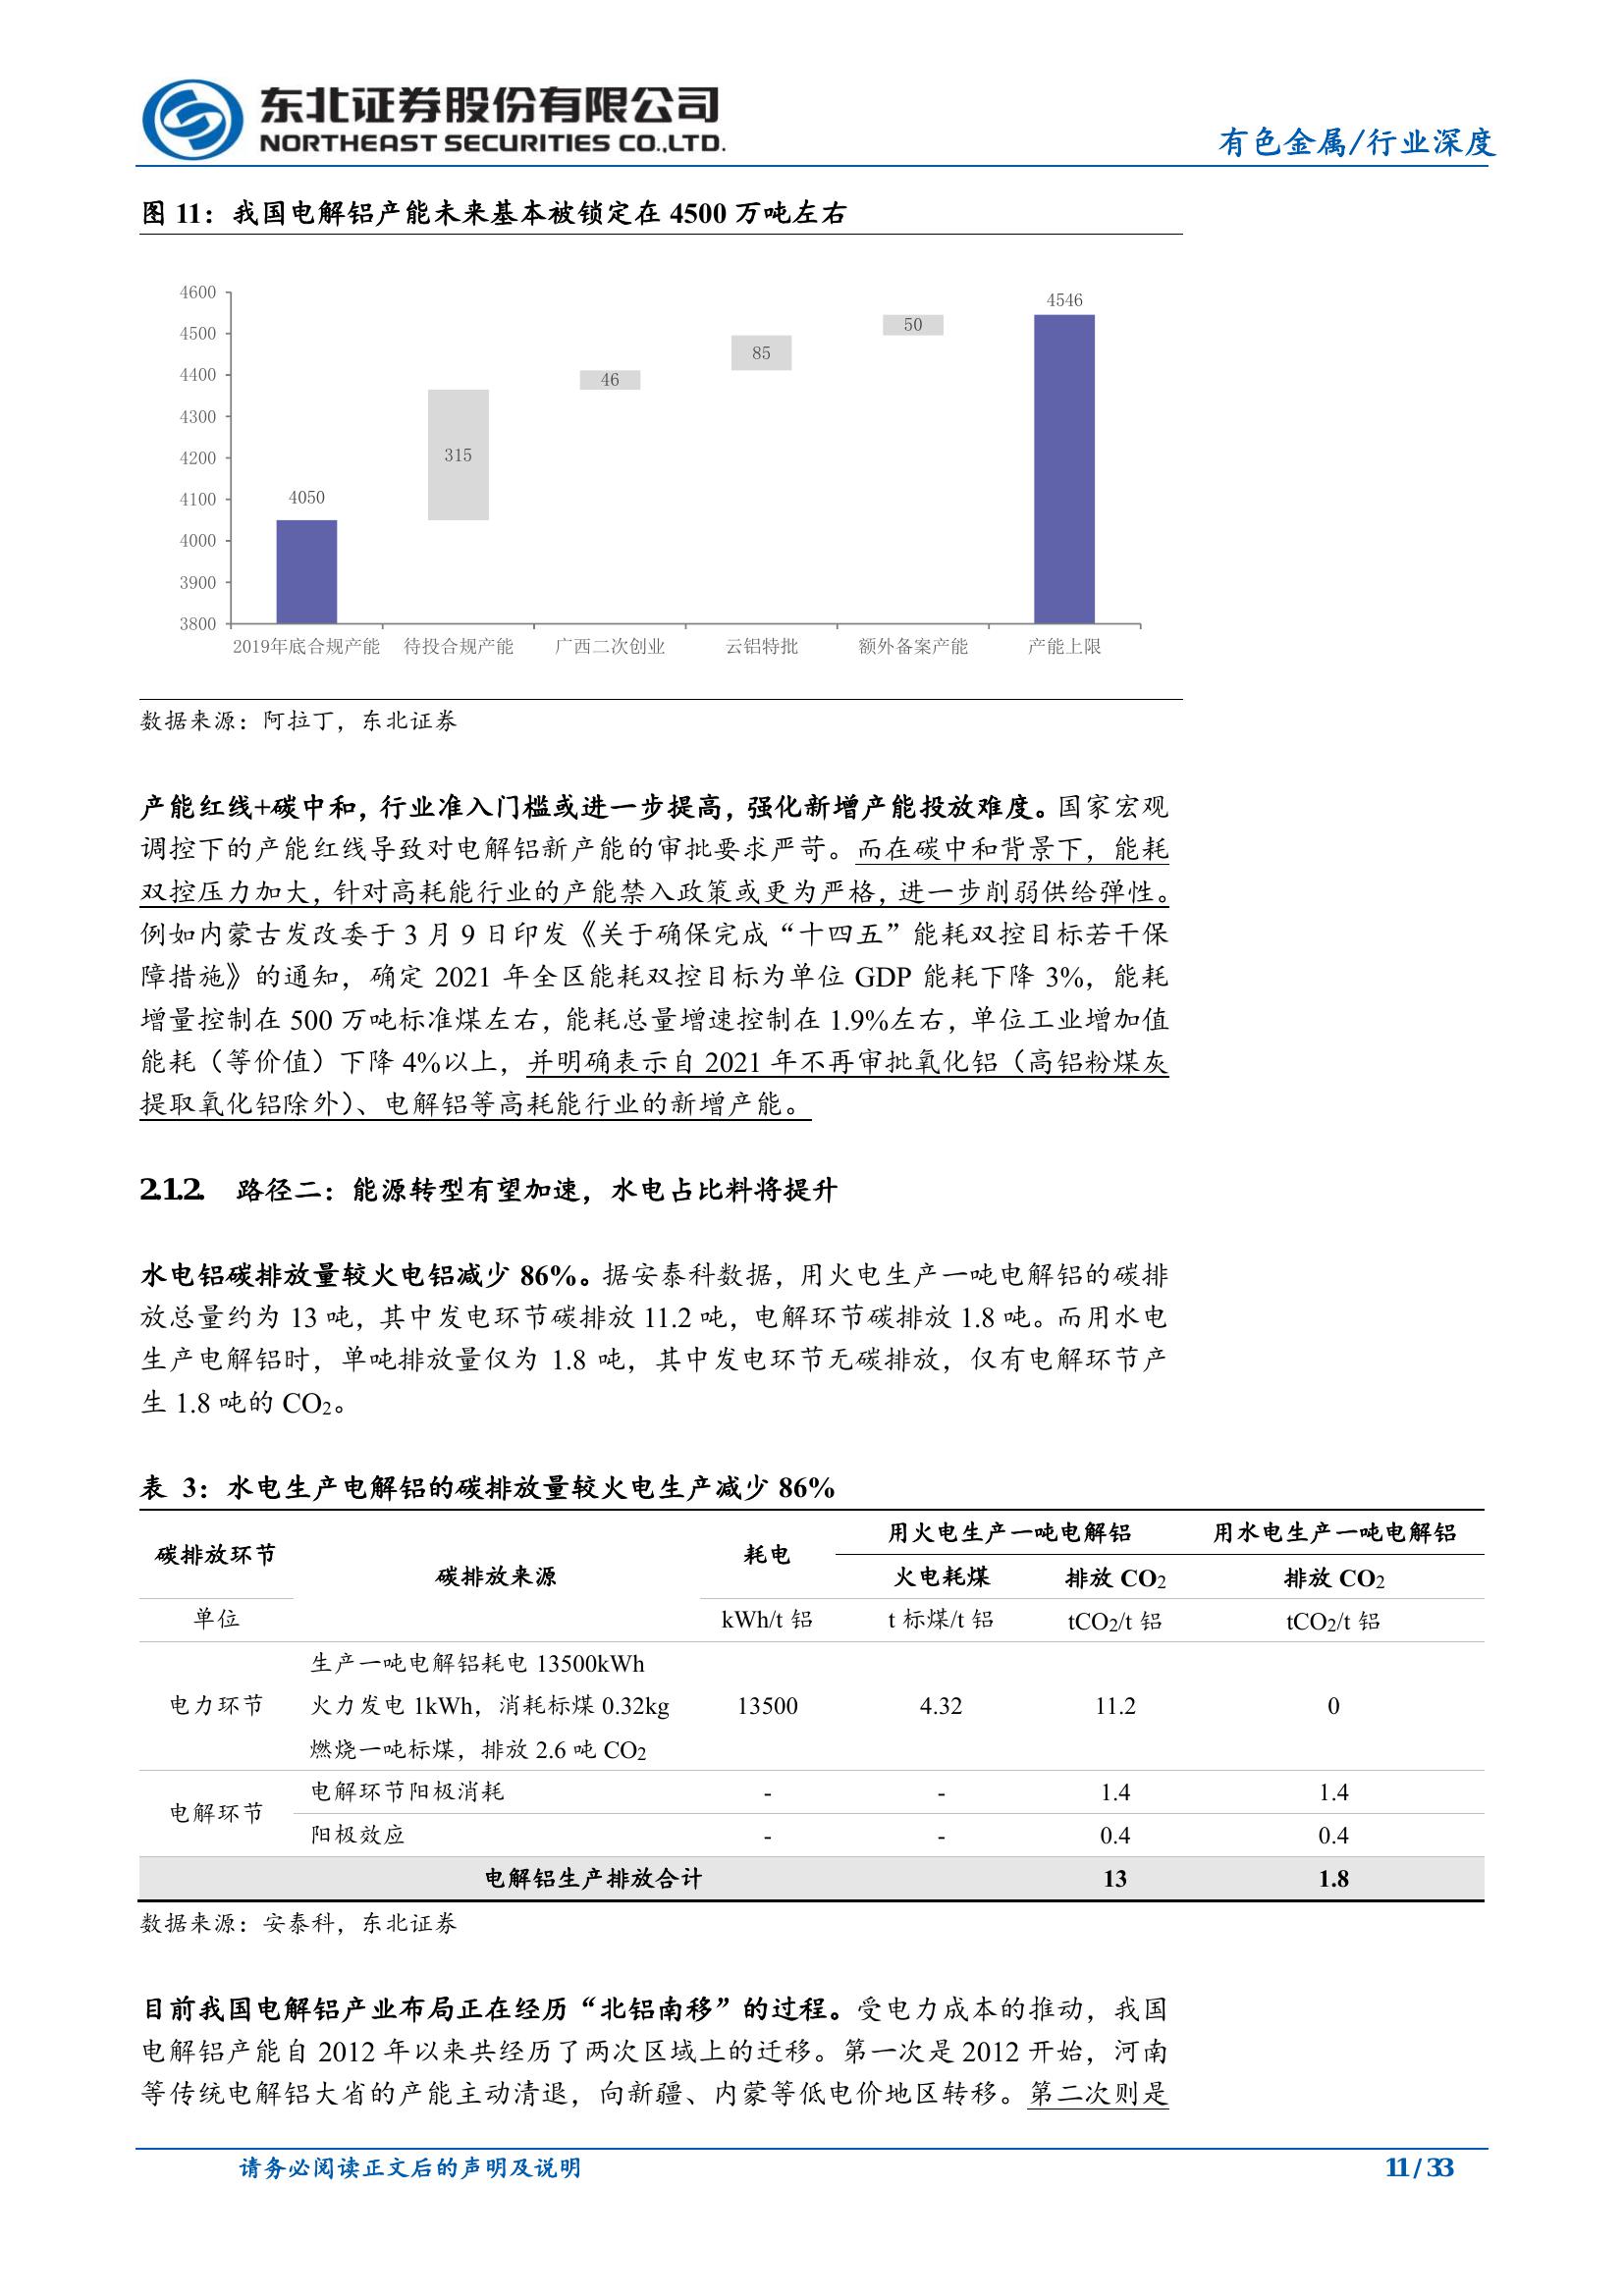 东北证券股份有限公司
NORTHEAST SECURITIES CO.,LTD.
有色金属/行业深度
图 11：我国电解铝产能未来基本被锁定在 4500 万吨左右
4600
4500
4400
4300
4200
4100
4000
3900
3800
4050
315
46
85
50
4546
2019年底合规产能 待投合规产能 广西二次创业 云铝特批 额外备案产能 产能上限
数据来源：阿拉丁，东北证券
产能红线+碳中和，行业准入门槛或进一步提高，强化新增产能投放难度。国家宏观
调控下的产能红线导致对电解铝新产能的审批要求严苛。而在碳中和背景下，能耗
双控压力加大，针对高耗能行业的产能禁入政策或更为严格，进一步削弱供给弹性。
例如内蒙古发改委于 3 月 9 日印发《关于确保完成“十四五”能耗双控目标若干保
障措施》的通知，确定 2021 年全区能耗双控目标为单位 GDP 能耗下降 3%，能耗
增量控制在 500 万吨标准煤左右，能耗总量增速控制在 1.9%左右，单位工业增加值
能耗（等价值）下降 4%以上，并明确表示自 2021 年不再审批氧化铝（高铝粉煤灰
提取氧化铝除外）、电解铝等高耗能行业的新增产能。
2.1.2. 路径二：能源转型有望加速，水电占比料将提升
水电铝碳排放量较火电铝减少 86%。据安泰科数据，用火电生产一吨电解铝的碳排
放总量约为 13 吨，其中发电环节碳排放 11.2 吨，电解环节碳排放 1.8 吨。而用水电
生产电解铝时，单吨排放量仅为 1.8 吨，其中发电环节无碳排放，仅有电解环节产
生 1.8 吨的 CO2。
表 3：水电生产电解铝的碳排放量较火电生产减少 86%
碳排放环节 碳排放来源 耗电 用火电生产一吨电解铝 用水电生产一吨电解铝
火电耗煤 排放 CO2 排放 CO2
单位 kWh/t 铝 t 标煤/t 铝 tCO2/t 铝 tCO2/t 铝
生产一吨电解铝耗电 13500kWh
电力环节 火力发电 1kWh，消耗标煤 0.32kg 13500 4.32 11.2 0
燃烧一吨标煤，排放 2.6 吨 CO2
电解环节 电解环节阳极消耗 - - 1.4 1.4
阳极效应 - - 0.4 0.4
电解铝生产排放合计 13 1.8
数据来源：安泰科，东北证券
目前我国电解铝产业布局正在经历“北铝南移”的过程。受电力成本的推动，我国
电解铝产能自 2012 年以来共经历了两次区域上的迁移。第一次是 2012 开始，河南
等传统电解铝大省的产能主动清退，向新疆、内蒙等低电价地区转移。第二次则是
请务必阅读正文后的声明及说明
11 / 33